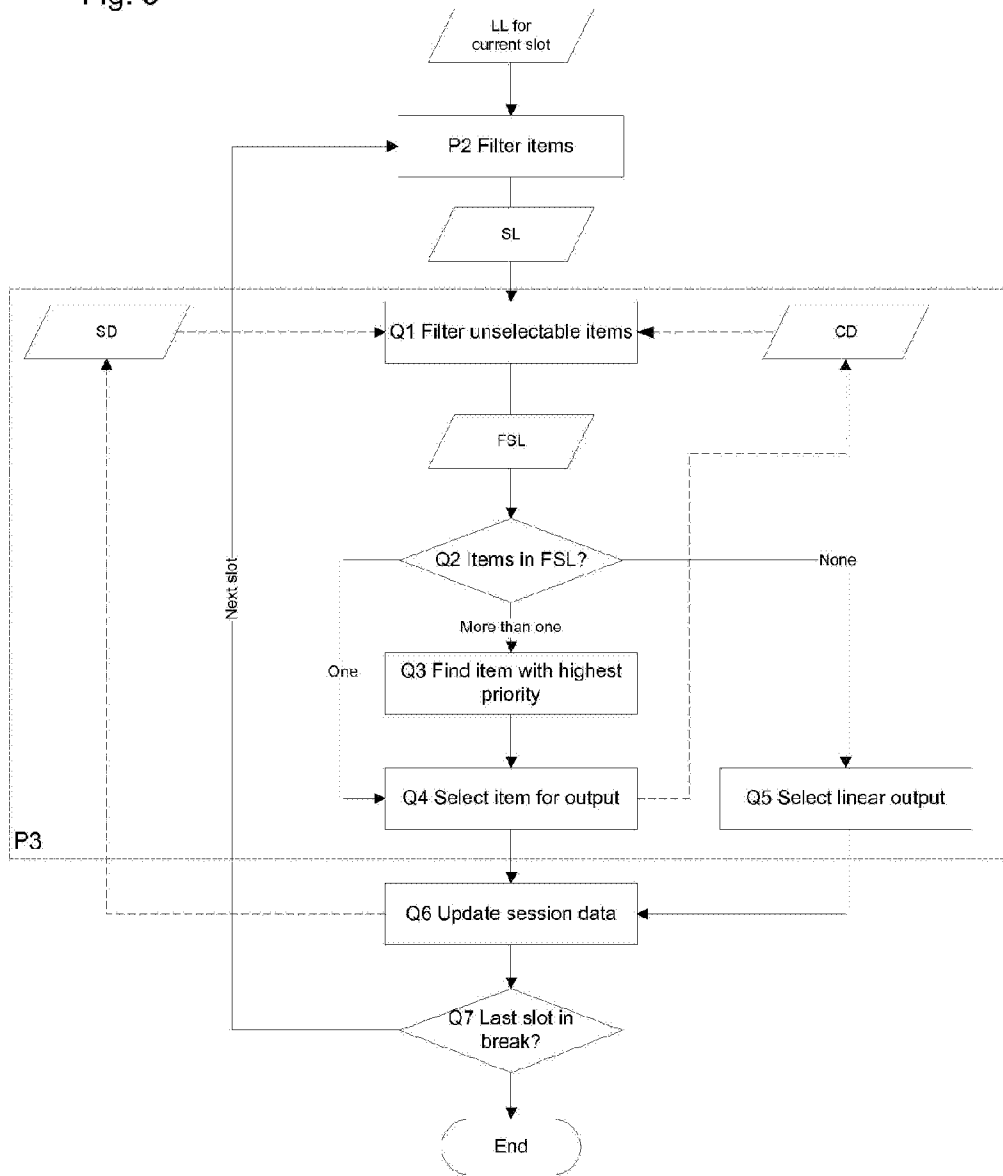 LL for
current slot
P2 Filter items
SL
SD
Q1 Filter unselectable items
CD
FSL
Q2 Items in FSL?
None
Next slot
More than one
One
Q3 Find item with highest
priority
Q4 Select item for output
Q5 Select linear output
P3
Q6 Update session data
Q7 Last slot in
break?
End